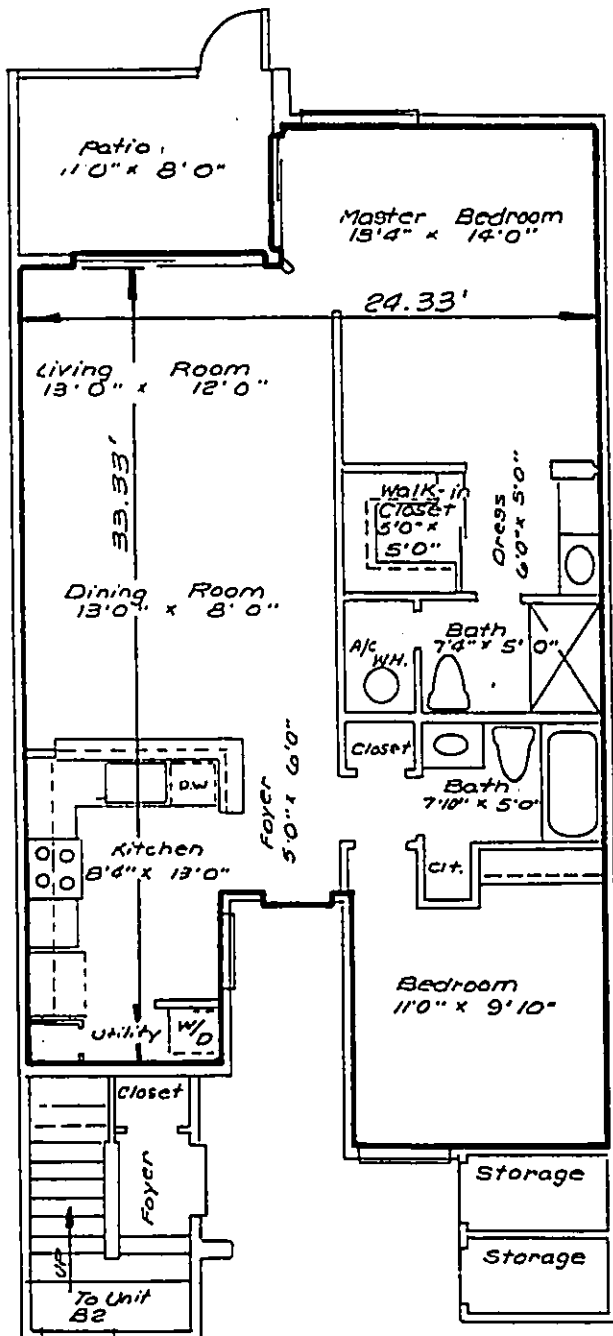 Patio
11'0" x 8'0"
Master Bedroom
13'4" x 14'0"
24.33'
Living Room
13'0" x 12'0"
33.33'
Walk-in
Closet
5'0" x
5'0"
Dress
6'0" x 5'0"
Dining Room
13'0" x 8'0"
A/C
W.H.
Bath
7'4" x 5'0"
Closet
D.W
Foyer
5'0" x 6'0"
Bath
7'10" x 5'0"
Kitchen
8'4" x 13'0"
Clt.
Bedroom
11'0" x 9'10"
Utility
W/D
Closet
Foyer
Storage
Storage
UP
To Unit
B2